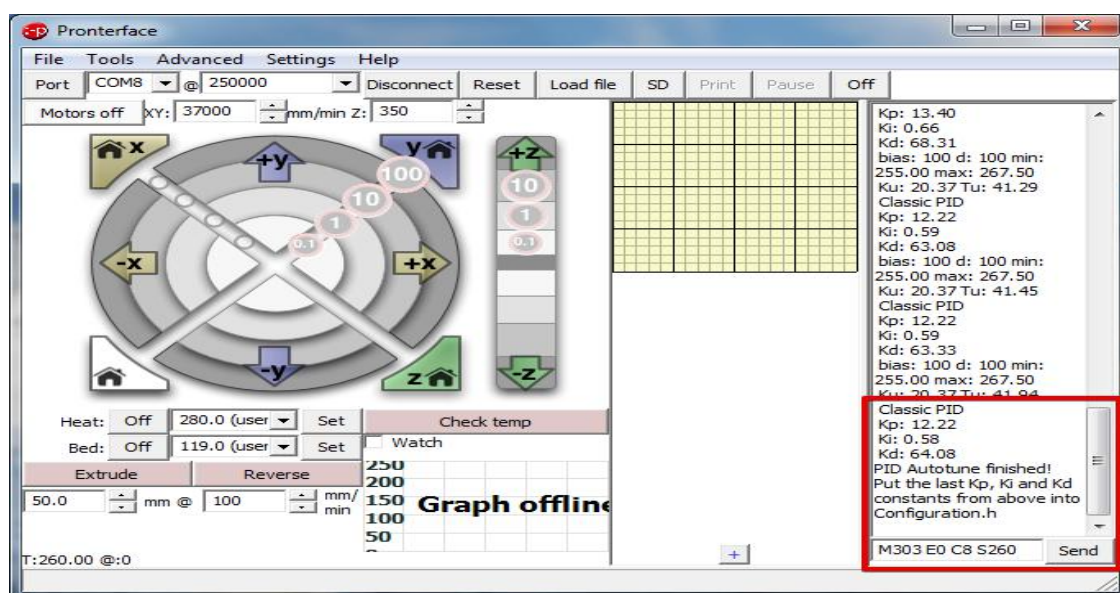 Pronterface
File Tools Advanced Settings Help
Port COM8 @ 250000 Disconnect Reset Load file SD Print Pause Off
Motors off XY: 37000 mm/min Z: 350
x +y y +z
100
10
1
0.1
10
1
0.1
-x +x
-y z -z
Heat: Off 280.0 (user Set Check temp
Bed: Off 119.0 (user Set Watch
Extrude Reverse
50.0 mm @ 100 mm/
min
250
200
150
100
50
Graph offline
T:260.00 @:0
+
Kp: 13.40
Ki: 0.66
Kd: 68.31
bias: 100 d: 100 min:
255.00 max: 267.50
Ku: 20.37 Tu: 41.29
Classic PID
Kp: 12.22
Ki: 0.59
Kd: 63.08
bias: 100 d: 100 min:
255.00 max: 267.50
Ku: 20.37 Tu: 41.45
Classic PID
Kp: 12.22
Ki: 0.59
Kd: 63.33
bias: 100 d: 100 min:
255.00 max: 267.50
Ku: 20.37 Tu: 41.94
Classic PID
Kp: 12.22
Ki: 0.58
Kd: 64.08
PID Autotune finished!
Put the last Kp, Ki and Kd
constants from above into
Configuration.h
M303 E0 C8 S260 Send